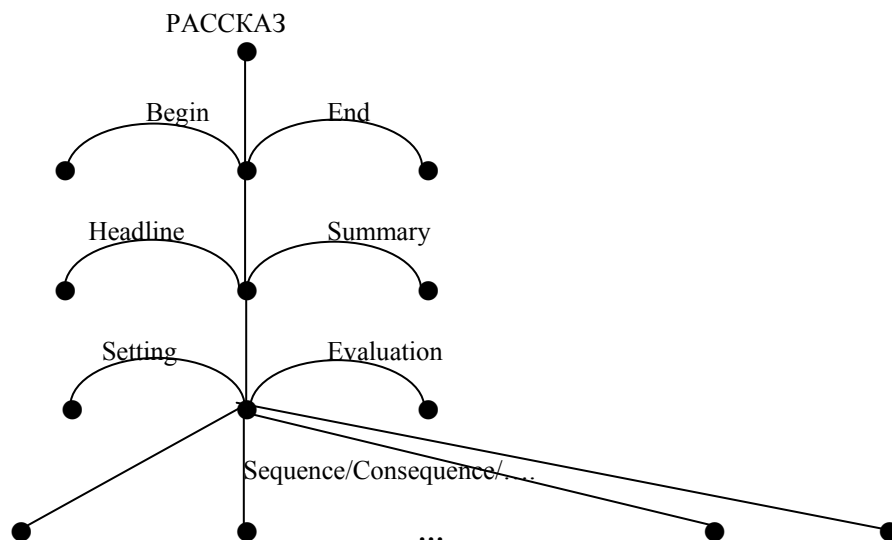 РАССКАЗ
Begin End
Headline Summary
Setting Evaluation
Sequence/Consequence/….
...